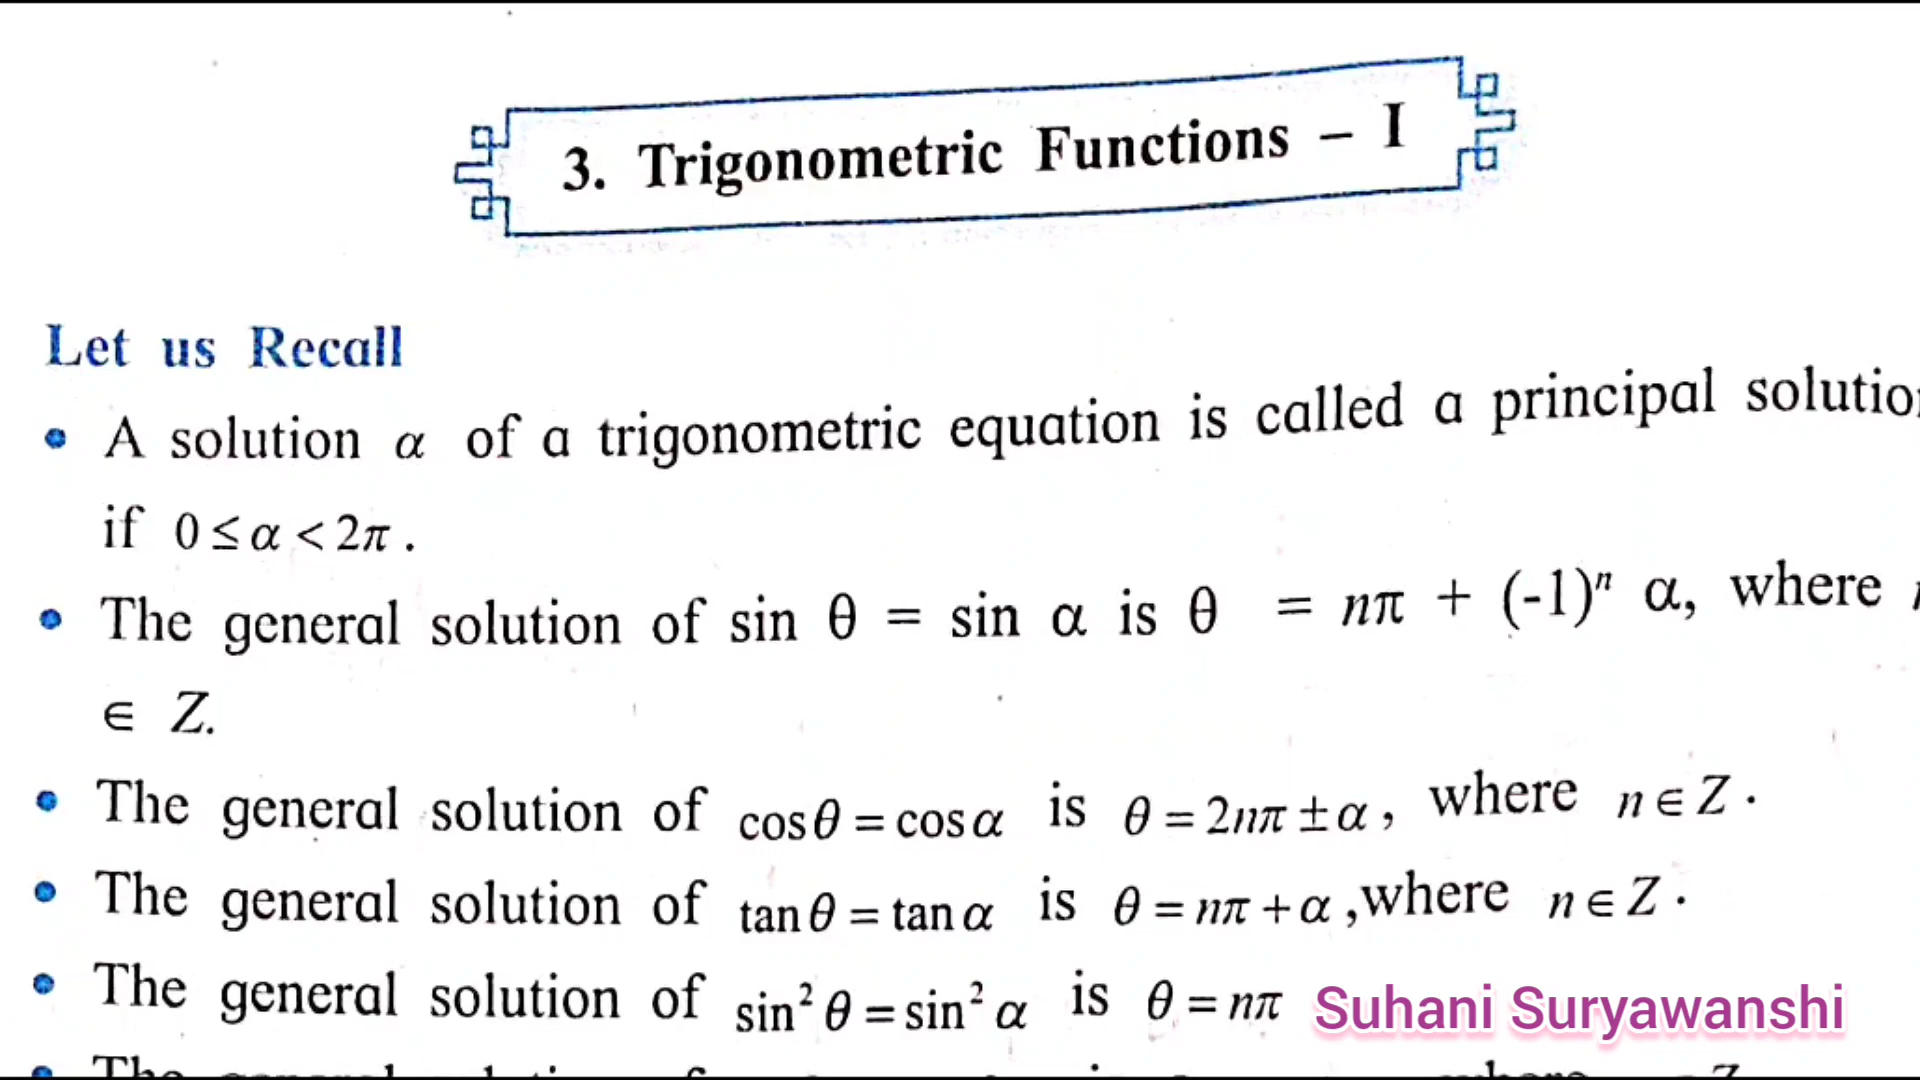 3. Trigonometric Functions – I
Let us Recall
• A solution α of a trigonometric equation is called a principal
if 0 ≤ α < 2π .
• The general solution of sin θ = sin α is θ = nπ + (-1)ⁿ α, where
∈ Z.
• The general solution of cos θ = cos α is θ = 2nπ ± α, where n ∈ Z .
• The general solution of tan θ = tan α is θ = nπ + α ,where n ∈ Z .
• The general solution of sin² θ = sin² α is θ = nπ
Suhani Suryawanshi